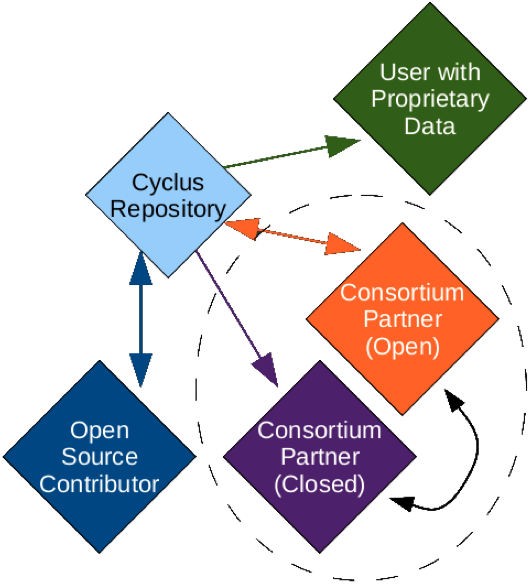 User with
Proprietary
Data
Cyclus
Repository
Consortium
Partner
(Open)
Open
Source
Contributor
Consortium
Partner
(Closed)